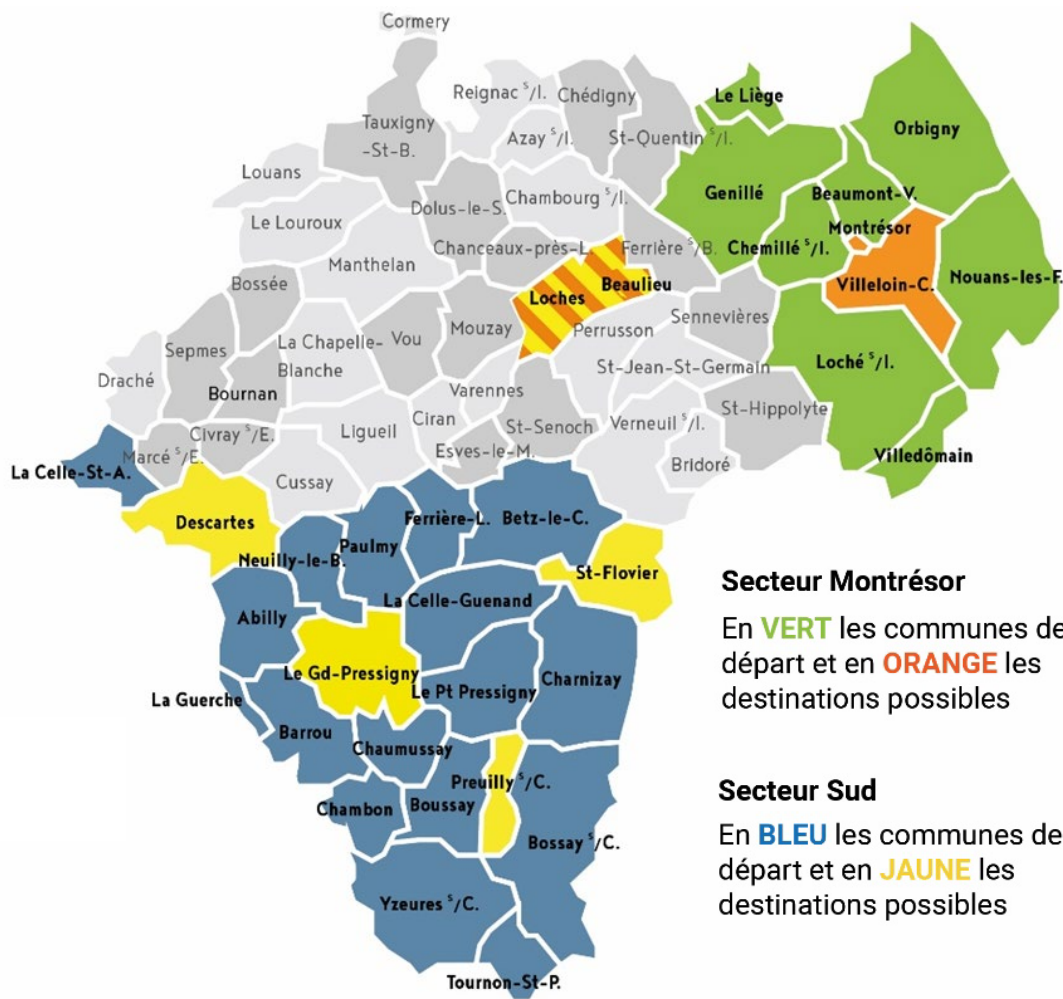 Cormery
Reignac s/I.
Chédigny
Le Liège
Tauxigny
-St-B.
Azay s/I.
St-Quentin s/I.
Orbigny
Louans
Genillé
Beaumont-V.
Chambourg s/I.
Dolus-le-S.
Le Louroux
Montrésor
Chanceaux-près-L.
Ferrière s/B.
Chemillé s/I.
Manthelan
Nouans-les-F.
Bossée
Loches
Beaulieu
Villeloin-C.
Sennevières
Sepmes
La Chapelle-
Blanche
Vou
Mouzay
Perrusson
St-Jean-St-Germain
Loché s/I.
Draché
Bournan
Varennes
St-Hippolyte
Ciran
Verneuil s/I.
Civray s/E.
Ligueil
St-Senoch
Marcé s/E.
Esves-le-M.
Bridoré
Villedômain
La Celle-St-A.
Cussay
Descartes
Ferrière-L.
Betz-le-C.
Paulmy
Neuilly-le-B.
St-Flovier
La Celle-Guenand
Abilly
Le Gd-Pressigny
Le Pt Pressigny
Charnizay
La Guerche
Barrou
Chaumussay
Preuilly s/C.
Chambon
Boussay
Bossay s/C.
Yzeures s/C.
Tournon-St-P.
Secteur Montrésor
En VERT les communes de
départ et en ORANGE les
destinations possibles
Secteur Sud
En BLEU les communes de
départ et en JAUNE les
destinations possibles